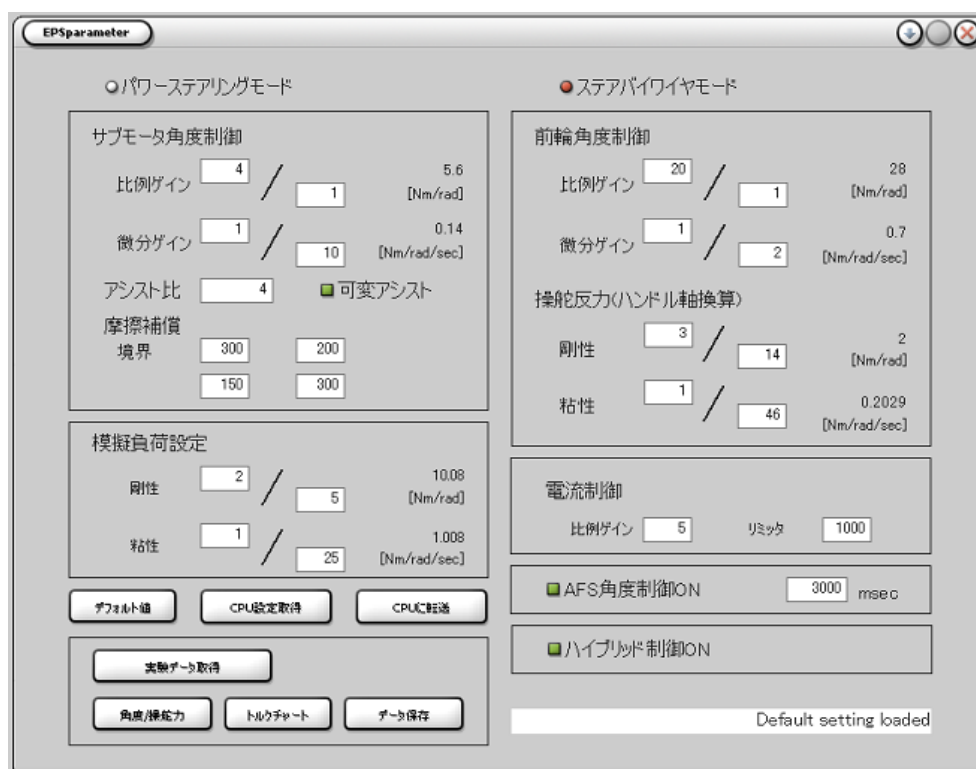 EPSparameter
パワーステアリングモード
サブモータ角度制御
比例ゲイン 4 / 1 5.6 [Nm/rad]
微分ゲイン 1 / 10 0.14 [Nm/rad/sec]
アシスト比 4 可変アシスト
摩擦補償
境界 300 200
150 300
模擬負荷設定
剛性 2 / 5 10.08 [Nm/rad]
粘性 1 / 25 1.008 [Nm/rad/sec]
デフォルト値 CPU設定取得 CPUに転送
実験データ取得
角度/操舵力 トルクチャート データ保存
ステアバイワイヤモード
前輪角度制御
比例ゲイン 20 / 1 28 [Nm/rad]
微分ゲイン 1 / 2 0.7 [Nm/rad/sec]
操舵反力(ハンドル軸換算)
剛性 3 / 14 2 [Nm/rad]
粘性 1 / 46 0.2029 [Nm/rad/sec]
電流制御
比例ゲイン 5 リミッタ 1000
AFS角度制御ON 3000 msec
ハイブリッド制御ON
Default setting loaded